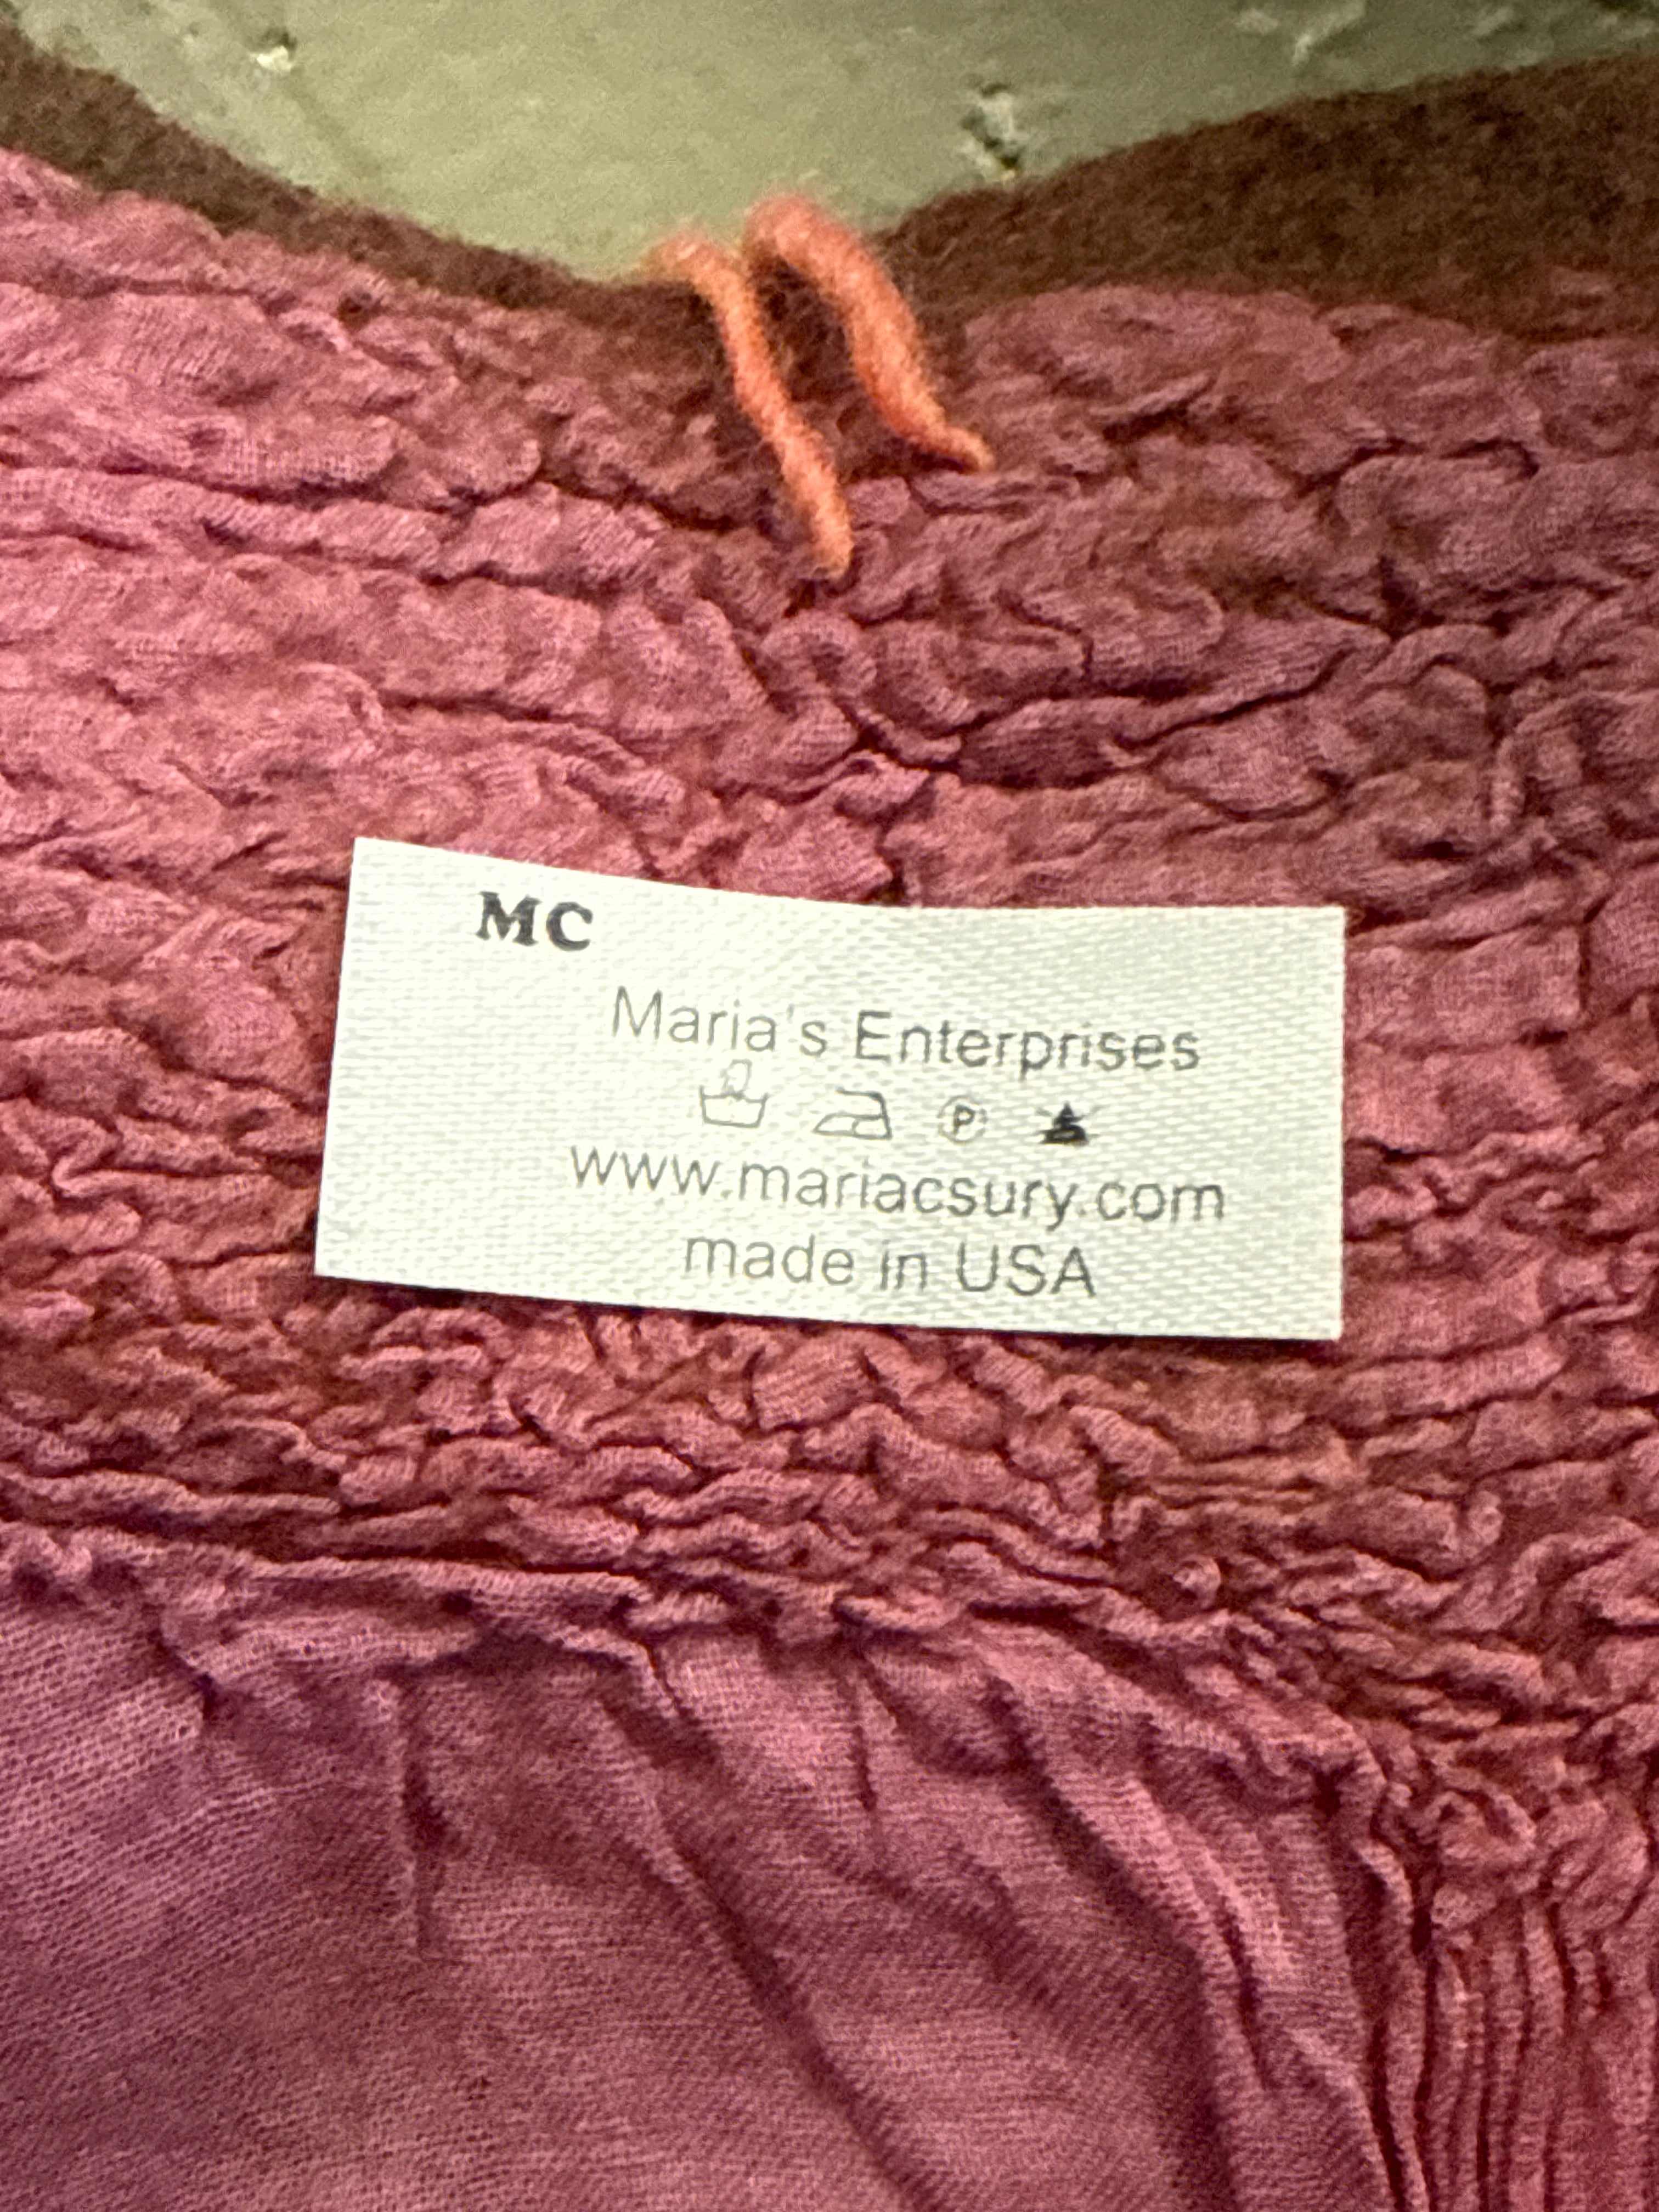 MC
Maria's Enterprises
P
www.mariacsury.com
made in USA